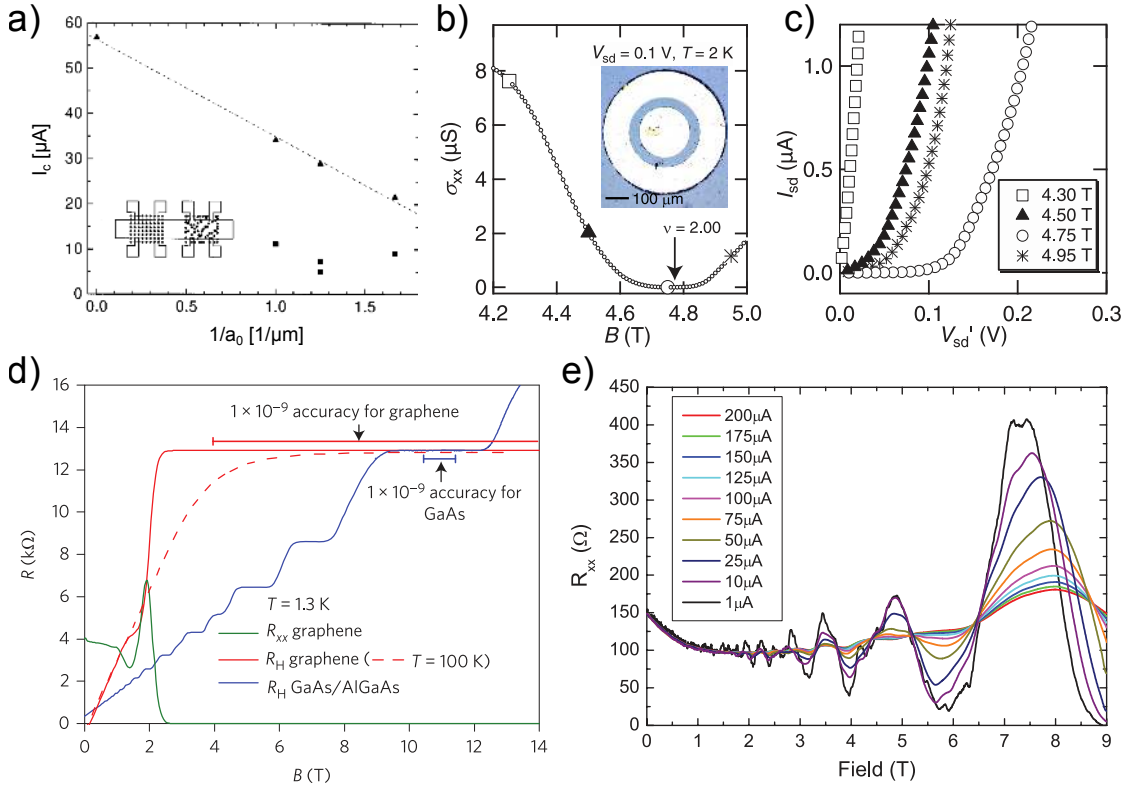 a)
I_c [µA]
60
50
40
30
20
10
0
0.0
0.5
1.0
1.5
1/a_0 [1/µm]
b)
σ_xx (µS)
8
6
4
2
0
V_sd = 0.1 V, T = 2 K
100 µm
ν = 2.00
4.2
4.4
4.6
4.8
5.0
B (T)
c)
I_sd (µA)
1.0
0.5
0.0
4.30 T
4.50 T
4.75 T
4.95 T
0.0
0.1
0.2
0.3
V_sd' (V)
d)
R (kΩ)
16
14
12
10
8
6
4
2
0
1 × 10⁻⁹ accuracy for graphene
1 × 10⁻⁹ accuracy for
GaAs
T = 1.3 K
R_xx graphene
R_H graphene ( T = 100 K)
R_H GaAs/AlGaAs
0
2
4
6
8
10
12
14
B (T)
e)
R_xx (Ω)
450
400
350
300
250
200
150
100
50
0
200µA
175µA
150µA
125µA
100µA
75µA
50µA
25µA
10µA
1µA
0
1
2
3
4
5
6
7
8
9
Field (T)